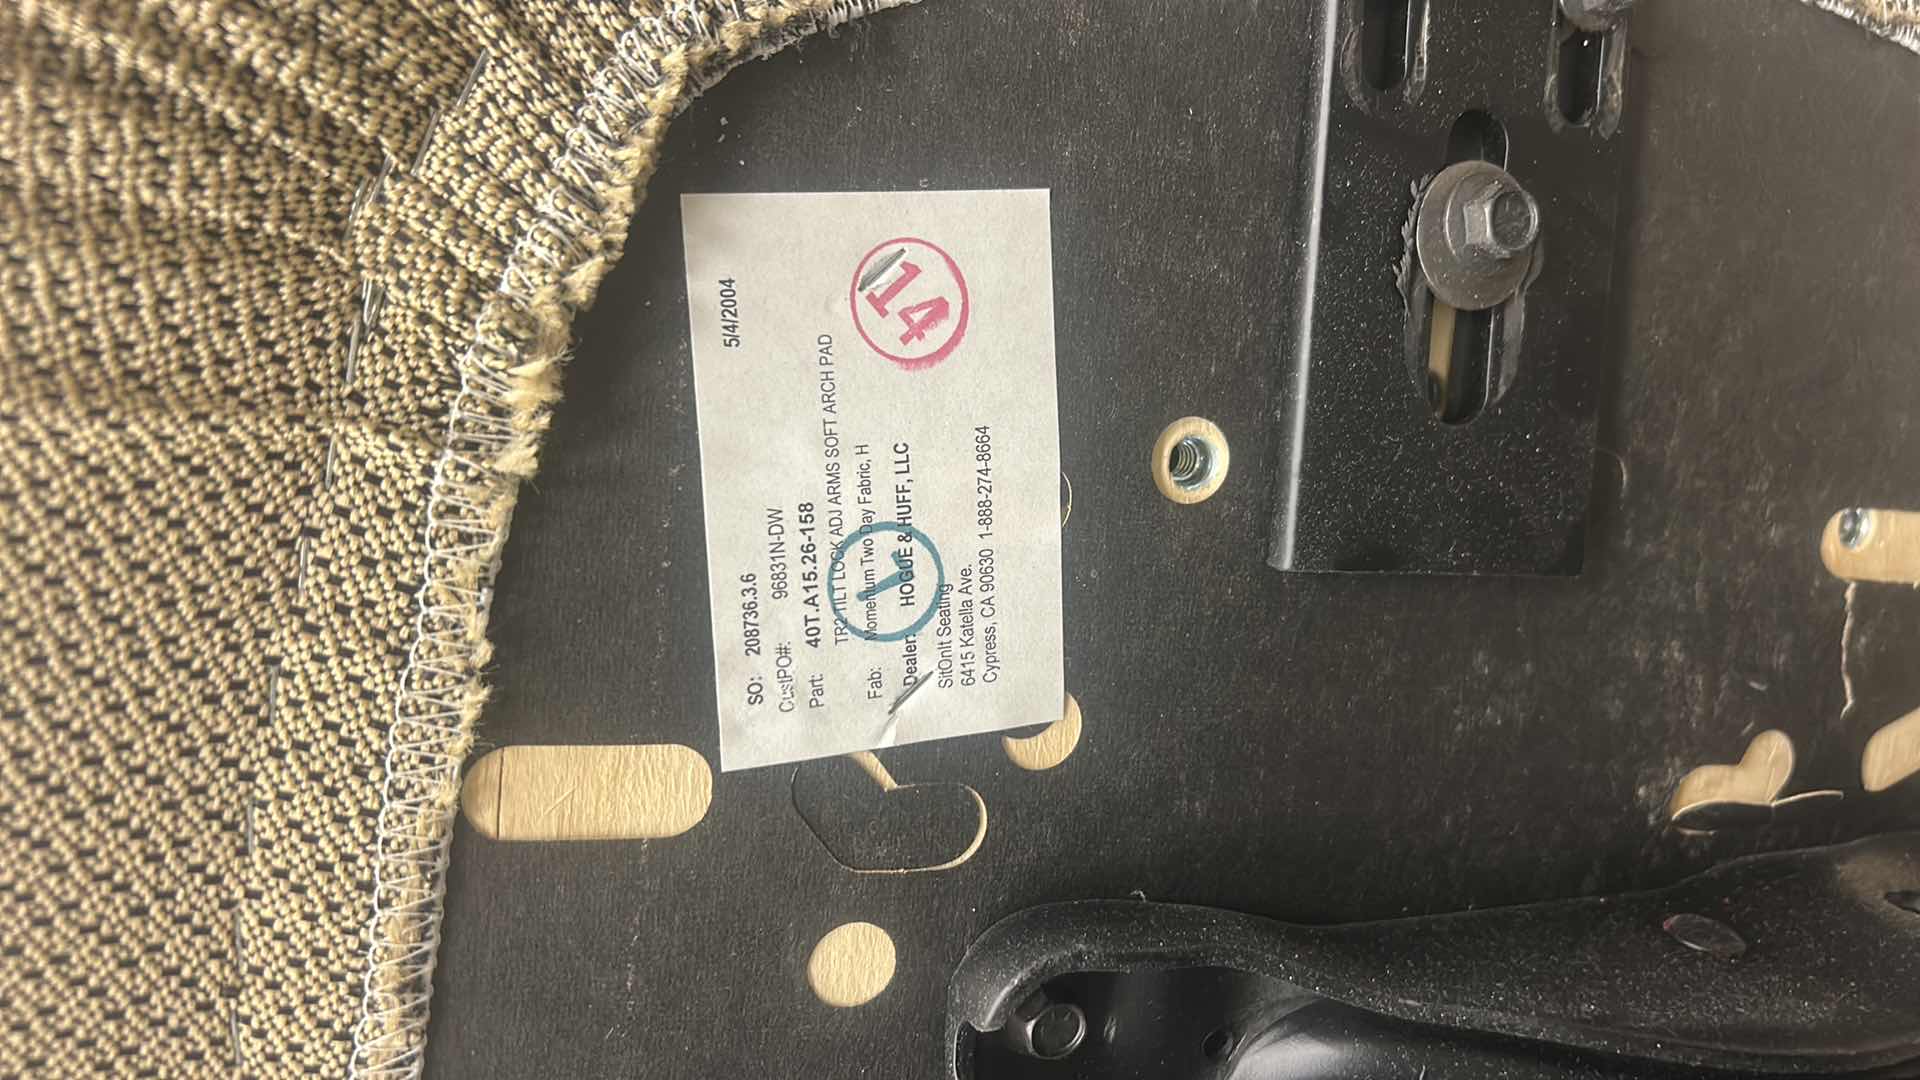 5/4/2004
SO: 208736.3.6
CustPO#: 96831N-DW
Part: 40T.A15.26-158
TR2 TILT LOCK ADJ ARMS SOFT ARCH PAD
Fab: Momentum Two Day Fabric, H
Dealer: HOGUE & HUFF, LLC
SitOnIt Seating
6415 Katella Ave.
Cypress, CA 90630 1-888-274-8664
14